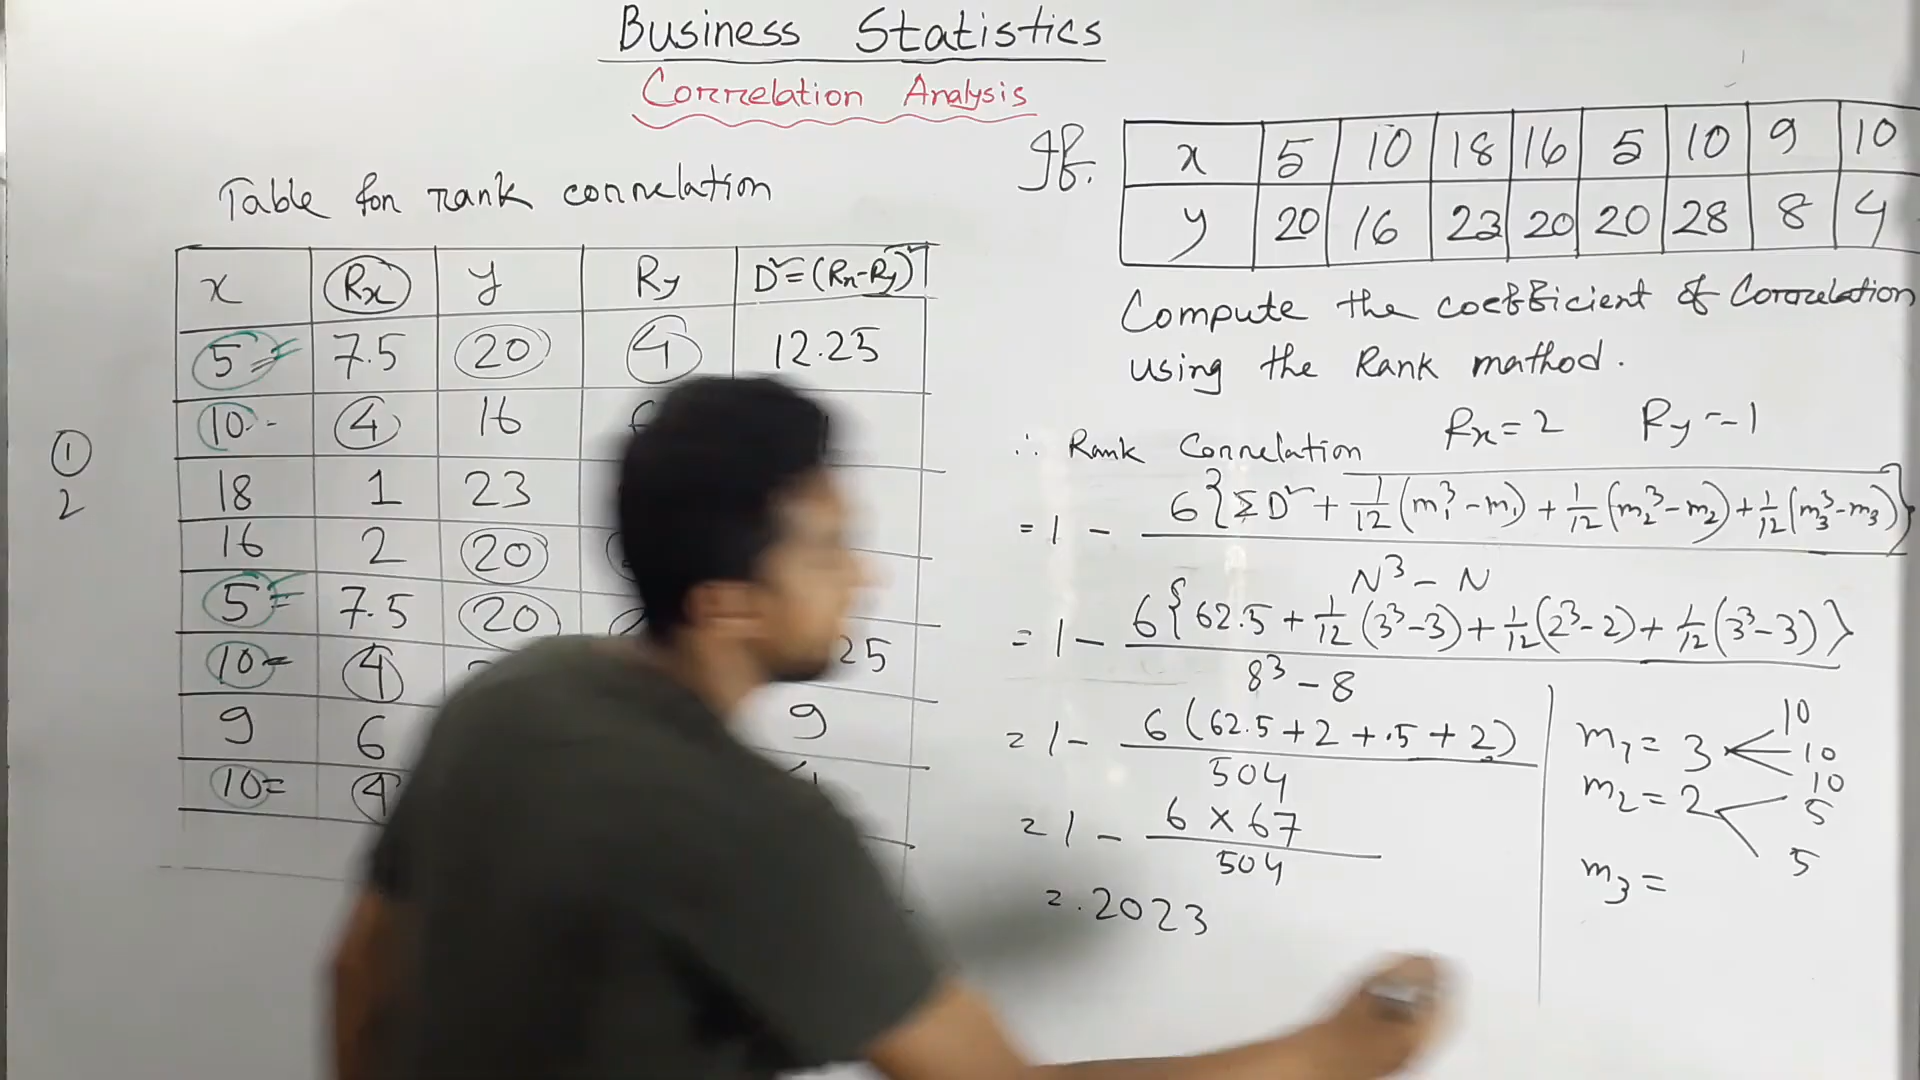 Business Statistics
Correlation Analysis
Table for rank correlation
x Rx y Ry D²=(Rx-Ry)²
5 7.5 20 4 12.25
10 4 16
18 1 23
16 2 20
5 7.5 20
10 4 25
9 6 9
10 4
①
2
If.
x 5 10 18 16 5 10 9 10
y 20 16 23 20 20 28 8 4
Compute the coefficient of Correlation
using the Rank mathod.
∴ Rank Correlation Rx=2 Ry=1
= 1 - 6{ΣD² + 1/12 (m₁³-m₁) + 1/12 (m₂³-m₂) + 1/12 (m₃³-m₃)}
N³ - N
= 1 - 6{62.5 + 1/12 (3³-3) + 1/12 (2³-2) + 1/12 (3³-3)}
8³ - 8
= 1 - 6 (62.5 + 2 + .5 + 2)
504
= 1 - 6 × 67
504
= .2023
m₁ = 3 10 10 10
m₂ = 2 5 5
m₃ =